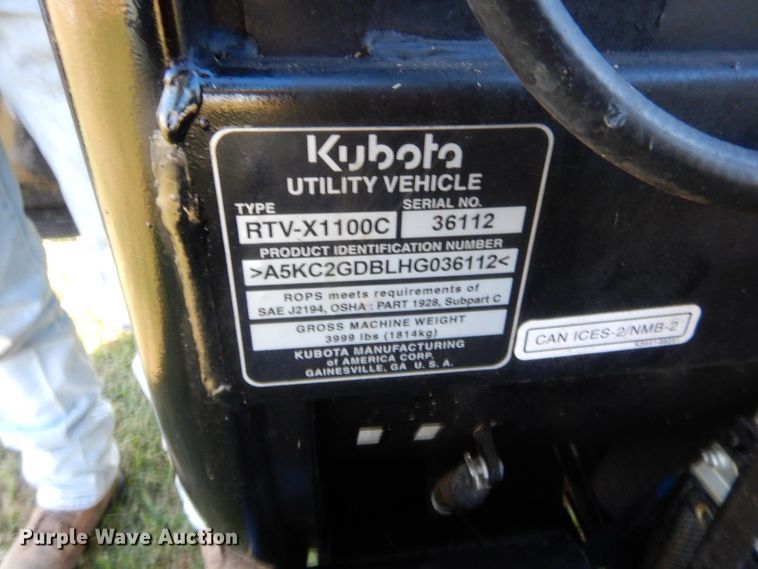 Kubota
UTILITY VEHICLE
TYPE SERIAL NO.
RTV-X1100C 36112
PRODUCT IDENTIFICATION NUMBER
>A5KC2GDBLHG036112<
ROPS meets requirements of
SAE J2194, OSHA : PART 1928, Subpart C
GROSS MACHINE WEIGHT
3999 lbs (1814kg)
KUBOTA MANUFACTURING
of AMERICA CORP.
GAINESVILLE, GA U. S. A.
CAN ICES-2/NMB-2
Purple Wave Auction